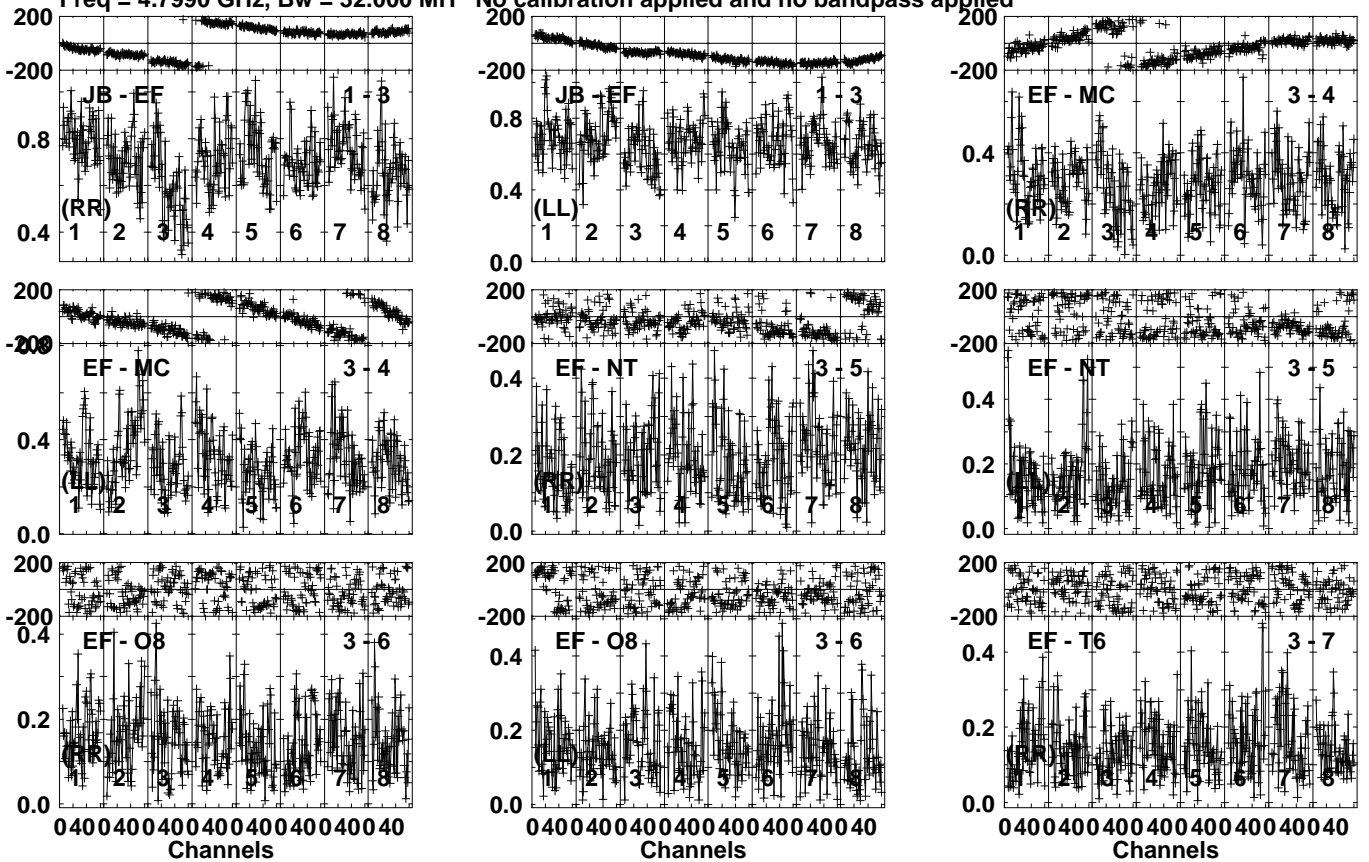 Freq = 4.7990 GHz, Bw = 32.000 MH No calibration applied and no bandpass applied
200 200 200
-200 -200 -200
JB - EF 1 - 3 JB - EF 1 - 3 EF - MC 3 - 4
0.8 0.8 0.4
0.4
(RR) (LL) (RR)
0.4 1 2 3 4 5 6 7 8 1 2 3 4 5 6 7 8 1 2 3 4 5 6 7 8
0.0 0.0
200 200 200
-200 -200 -200
0.8
EF - MC 3 - 4 EF - NT 3 - 5 EF - NT 3 - 5
0.4 0.4
0.4
0.2 0.2
(LL) (RR) (LL)
1 2 3 4 5 6 7 8 1 2 3 4 5 6 7 8 1 2 3 4 5 6 7 8
0.0 0.0 0.0
200 200 200
-200 -200 -200
0.4 EF - O8 3 - 6 EF - O8 3 - 6 EF - T6 3 - 7
0.4 0.4
0.2 0.2 0.2
(RR) (LL) (RR)
1 2 3 4 5 6 7 8 1 2 3 4 5 6 7 8 1 2 3 4 5 6 7 8
0.0 0.0 0.0
0 40 0 40 0 40 0 40 0 40 0 40 0 40 0 40 0 40 0 40 0 40 0 40 0 40 0 40 0 40 0 40 0 40 0 40 0 40 0 40 0 40 0 40 0 40 0 40
Channels Channels Channels